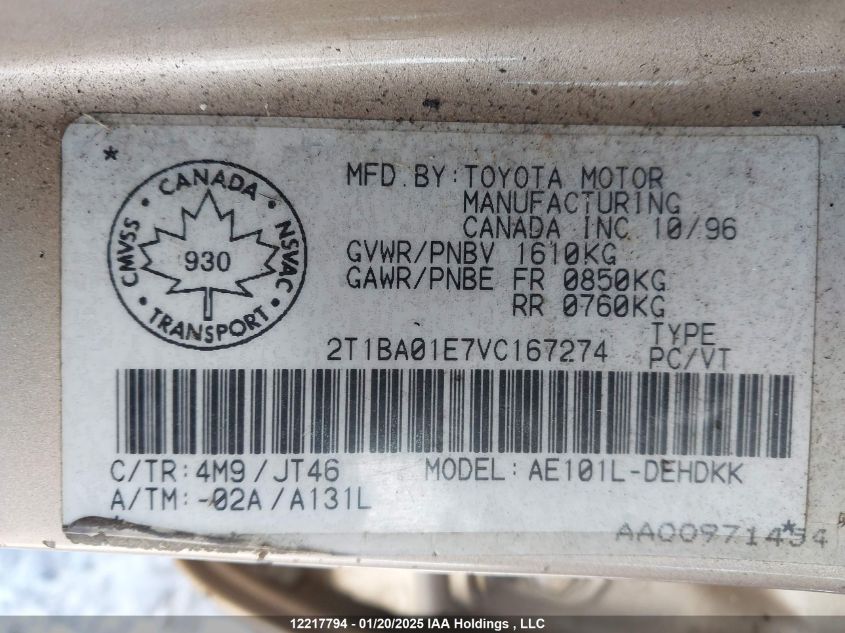 *
CANADA
CMVSS
NSVAC
930
TRANSPORT
MFD. BY: TOYOTA MOTOR
MANUFACTURING
CANADA INC 10/96
GVWR/PNBV 1610KG
GAWR/PNBE FR 0850KG
RR 0760KG
2T1BA01E7VC167274
TYPE
PC/VT
C/TR: 4M9 / JT46
MODEL: AE101L-DEHDKK
A/TM: -02A / A131L
*
AA00971454
12217794 - 01/20/2025 IAA Holdings , LLC